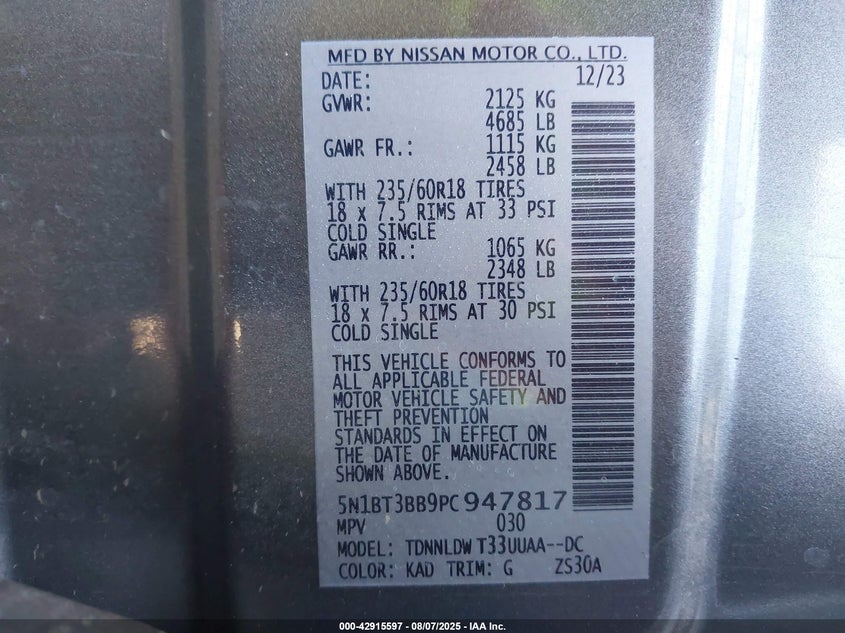 MFD BY NISSAN MOTOR CO., LTD.
DATE: 12/23
GVWR: 2125 KG
4685 LB
GAWR FR.: 1115 KG
2458 LB
WITH 235/60R18 TIRES
18 x 7.5 RIMS AT 33 PSI
COLD SINGLE
GAWR RR.: 1065 KG
2348 LB
WITH 235/60R18 TIRES
18 x 7.5 RIMS AT 30 PSI
COLD SINGLE
THIS VEHICLE CONFORMS TO
ALL APPLICABLE FEDERAL
MOTOR VEHICLE SAFETY AND
THEFT PREVENTION
STANDARDS IN EFFECT ON
THE DATE OF MANUFACTURE
SHOWN ABOVE.
5N1BT3BB9PC947817
MPV 030
MODEL: TDNNLDW T33UUAA--DC
COLOR: KAD TRIM: G ZS30A
000-42915597 - 08/07/2025 - IAA Inc.